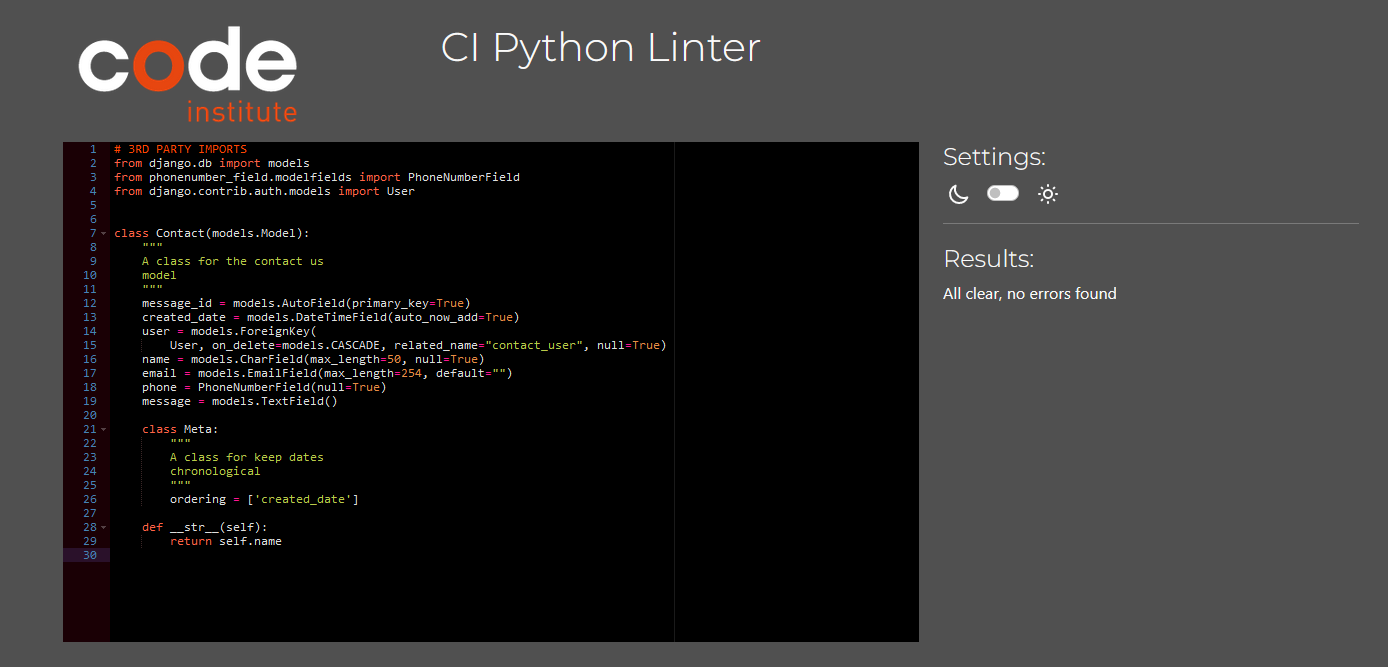 code
institute
CI Python Linter
1 # 3RD PARTY IMPORTS
2 from django.db import models
3 from phonenumber_field.modelfields import PhoneNumberField
4 from django.contrib.auth.models import User
5
6
7 class Contact(models.Model):
8     """
9     A class for the contact us
10     model
11     """
12     message_id = models.AutoField(primary_key=True)
13     created_date = models.DateTimeField(auto_now_add=True)
14     user = models.ForeignKey(
15         User, on_delete=models.CASCADE, related_name="contact_user", null=True)
16     name = models.CharField(max_length=50, null=True)
17     email = models.EmailField(max_length=254, default="")
18     phone = PhoneNumberField(null=True)
19     message = models.TextField()
20
21     class Meta:
22         """
23         A class for keep dates
24         chronological
25         """
26         ordering = ['created_date']
27
28     def __str__(self):
29         return self.name
30
Settings:
Results:
All clear, no errors found